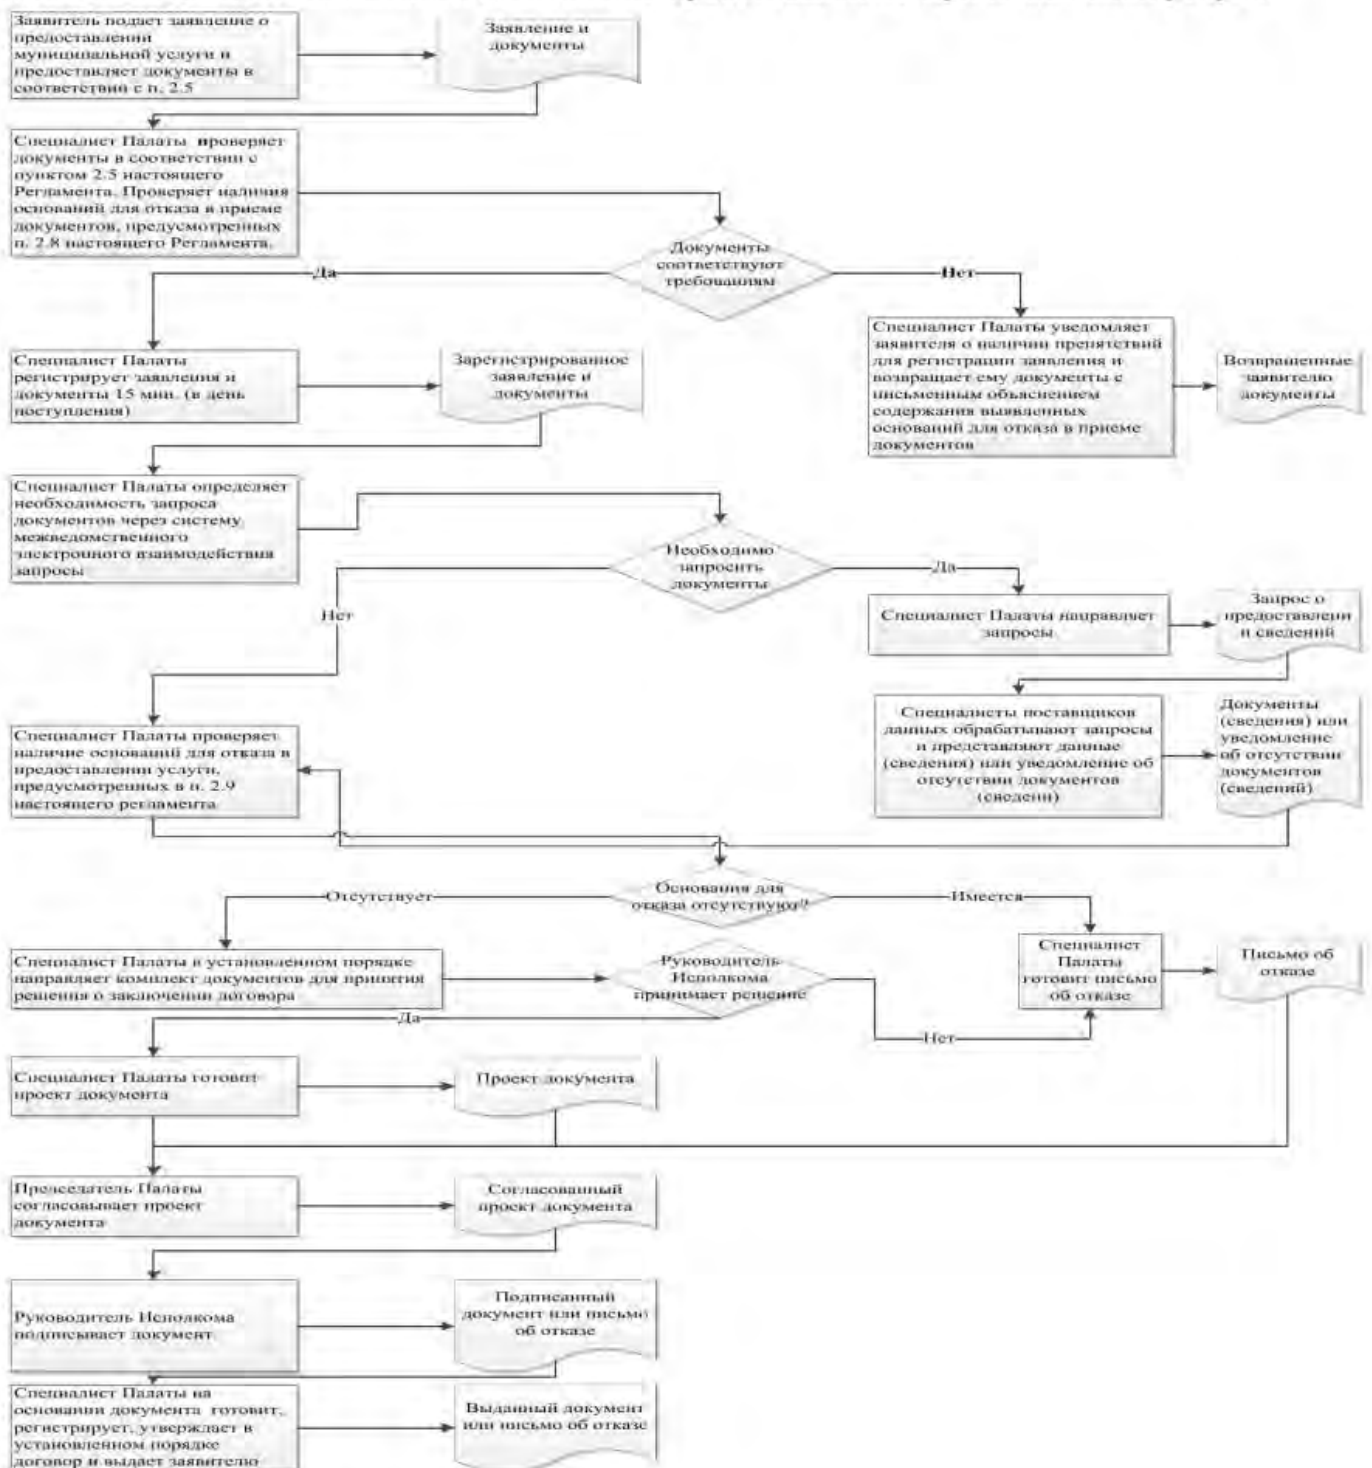 Заявитель подает заявление о
предоставлении
муниципальной услуги и
предоставляет документы в
соответствии с п. 2.5
Заявление и
документы
Специалист Палаты проверяет
документы в соответствии с
пунктом 2.5 настоящего
Регламента. Проверяет наличия
оснований для отказа в приеме
документов, предусмотренных
п. 2.8 настоящего Регламента.
Документы
соответствуют
требованиям
Да
Нет
Специалист Палаты
регистрирует заявления и
документы 15 мин. (в день
поступления)
Зарегистрированное
заявление и
документы
Специалист Палаты уведомляет
заявителя о наличии препятствий
для регистрации заявления и
возвращает ему документы с
письменным объяснением
содержания выявленных
оснований для отказа в приеме
документов
Возвращенные
заявителю
документы
Специалист Палаты определяет
необходимость запроса
документов через систему
межведомственного
электронного взаимодействия
запросы
Необходимо
запросить
документы
Да
Нет
Специалист Палаты направляет
запросы
Запрос о
предоставлени
и сведений
Специалист Палаты проверяет
наличие оснований для отказа в
предоставлении услуги,
предусмотренных в п. 2.9
настоящего регламента
Специалисты поставщиков
данных обрабатывают запросы
и представляют данные
(сведения) или уведомление об
отсутствии документов
(сведени)
Документы
(сведения) или
уведомление
об отсутствии
документов
(сведений)
Основания для
отказа отсутствуют?
Отсутствует
Имеется
Специалист Палаты в установленном порядке
направляет комплект документов для принятия
решения о заключении договора
Руководитель
Исполкома
принимает решение
Специалист
Палаты
готовит письмо
об отказе
Письмо об
отказе
Да
Нет
Специалист Палаты готовит
проект документа
Проект документа
Председатель Палаты
согласовывает проект
документа
Согласованный
проект документа
Руководитель Исполкома
подписывает документ
Подписанный
документ или письмо
об отказе
Специалист Палаты на
основании документа готовит,
регистрирует, утверждает в
установленном порядке
договор и выдает заявителю
Выданный документ
или письмо об отказе